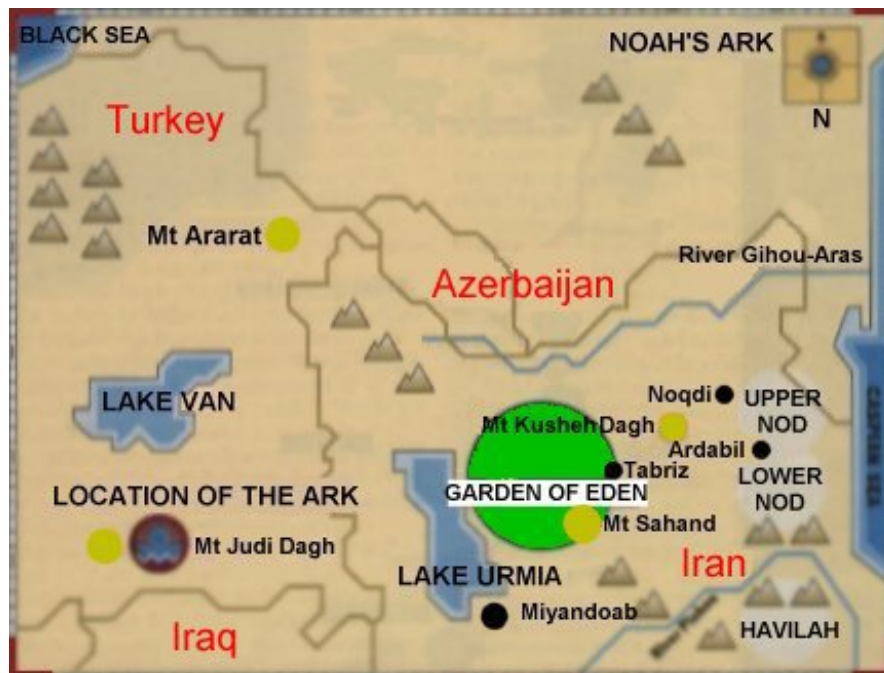 BLACK SEA
NOAH'S ARK
N
Turkey
Mt Ararat
River Gihou-Aras
Azerbaijan
LAKE VAN
Noqdi
UPPER
NOD
Mt Kusheh Dagh
CASPIEN SEA
Ardabil
Tabriz
LOWER
NOD
GARDEN OF EDEN
LOCATION OF THE ARK
Mt Sahand
Mt Judi Dagh
Iran
LAKE URMIA
Miyandoab
Iraq
River
HAVILAH